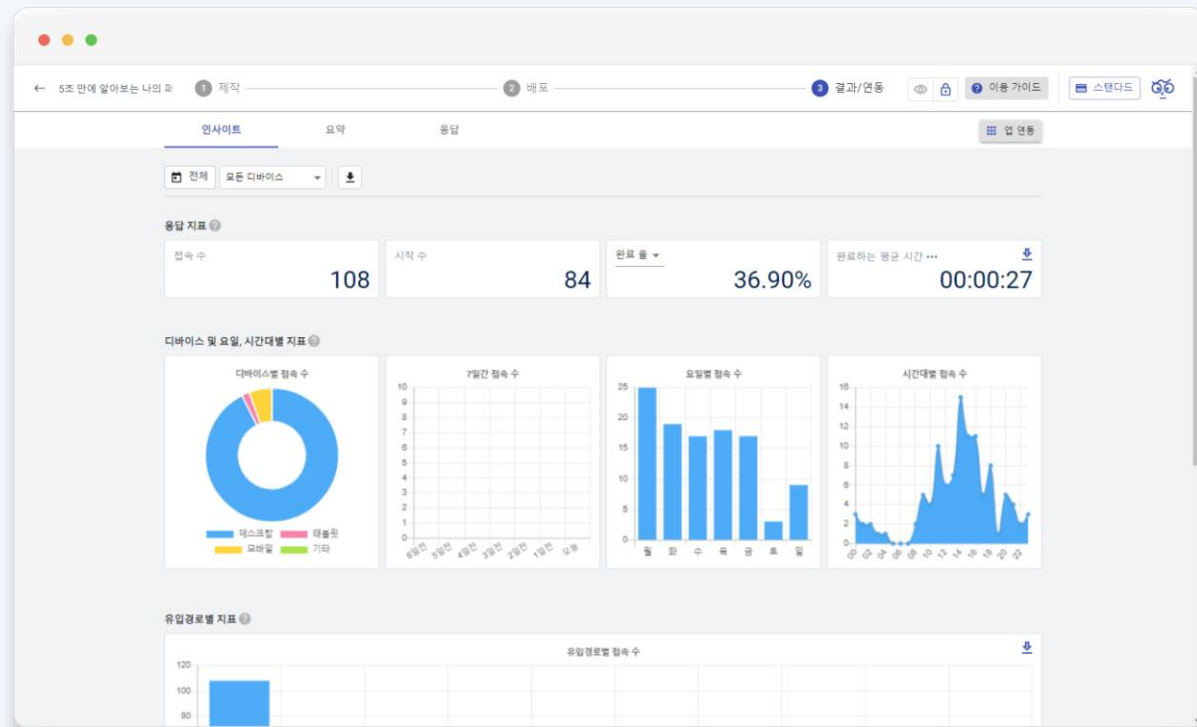 ← 5초 만에 알아보는 나의 퍼 1 제작 2 배포 3 결과/연동 이용 가이드 스탠다드
인사이트 요약 응답 앱 연동
전체 모든 디바이스
응답 지표
접속 수 시작 수 완료 율 완료하는 평균 시간 •••
108 84 36.90% 00:00:27
디바이스 및 요일, 시간대별 지표
디바이스별 접속 수
데스크탑 태블릿
모바일 기타
7일간 접속 수
10
9
8
7
6
5
4
3
2
1
0
6일전 5일전 4일전 3일전 2일전 1일전 오늘
요일별 접속 수
25
20
15
10
5
0
월 화 수 목 금 토 일
시간대별 접속 수
16
14
12
10
8
6
4
2
0
00 02 04 06 08 10 12 14 16 18 20 22
유입경로별 지표
유입경로별 접속 수
120
100
80